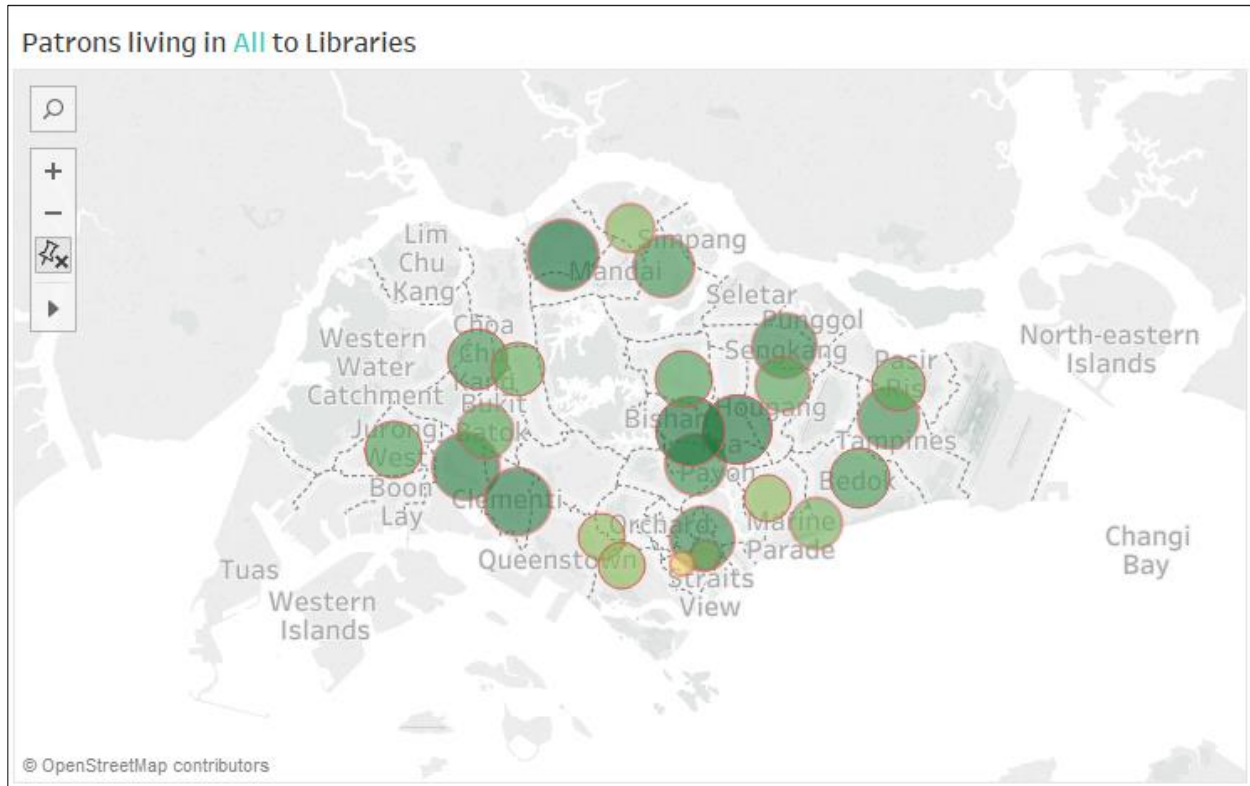 Patrons living in All to Libraries
Lim
Chu
Kang
Simpang
Mandai
Seletar
Punggol
North-eastern
Islands
Western
Water
Catchment
Choa
Chu
Kang
Sengkang
Pasir
Ris
Bukit
Batok
Bishan
Hougang
Jurong
West
Tampines
Payoh
Boon
Lay
Clementi
Bedok
Orchard
Marine
Parade
Queenstown
Changi
Bay
Tuas
Straits
View
Western
Islands
© OpenStreetMap contributors